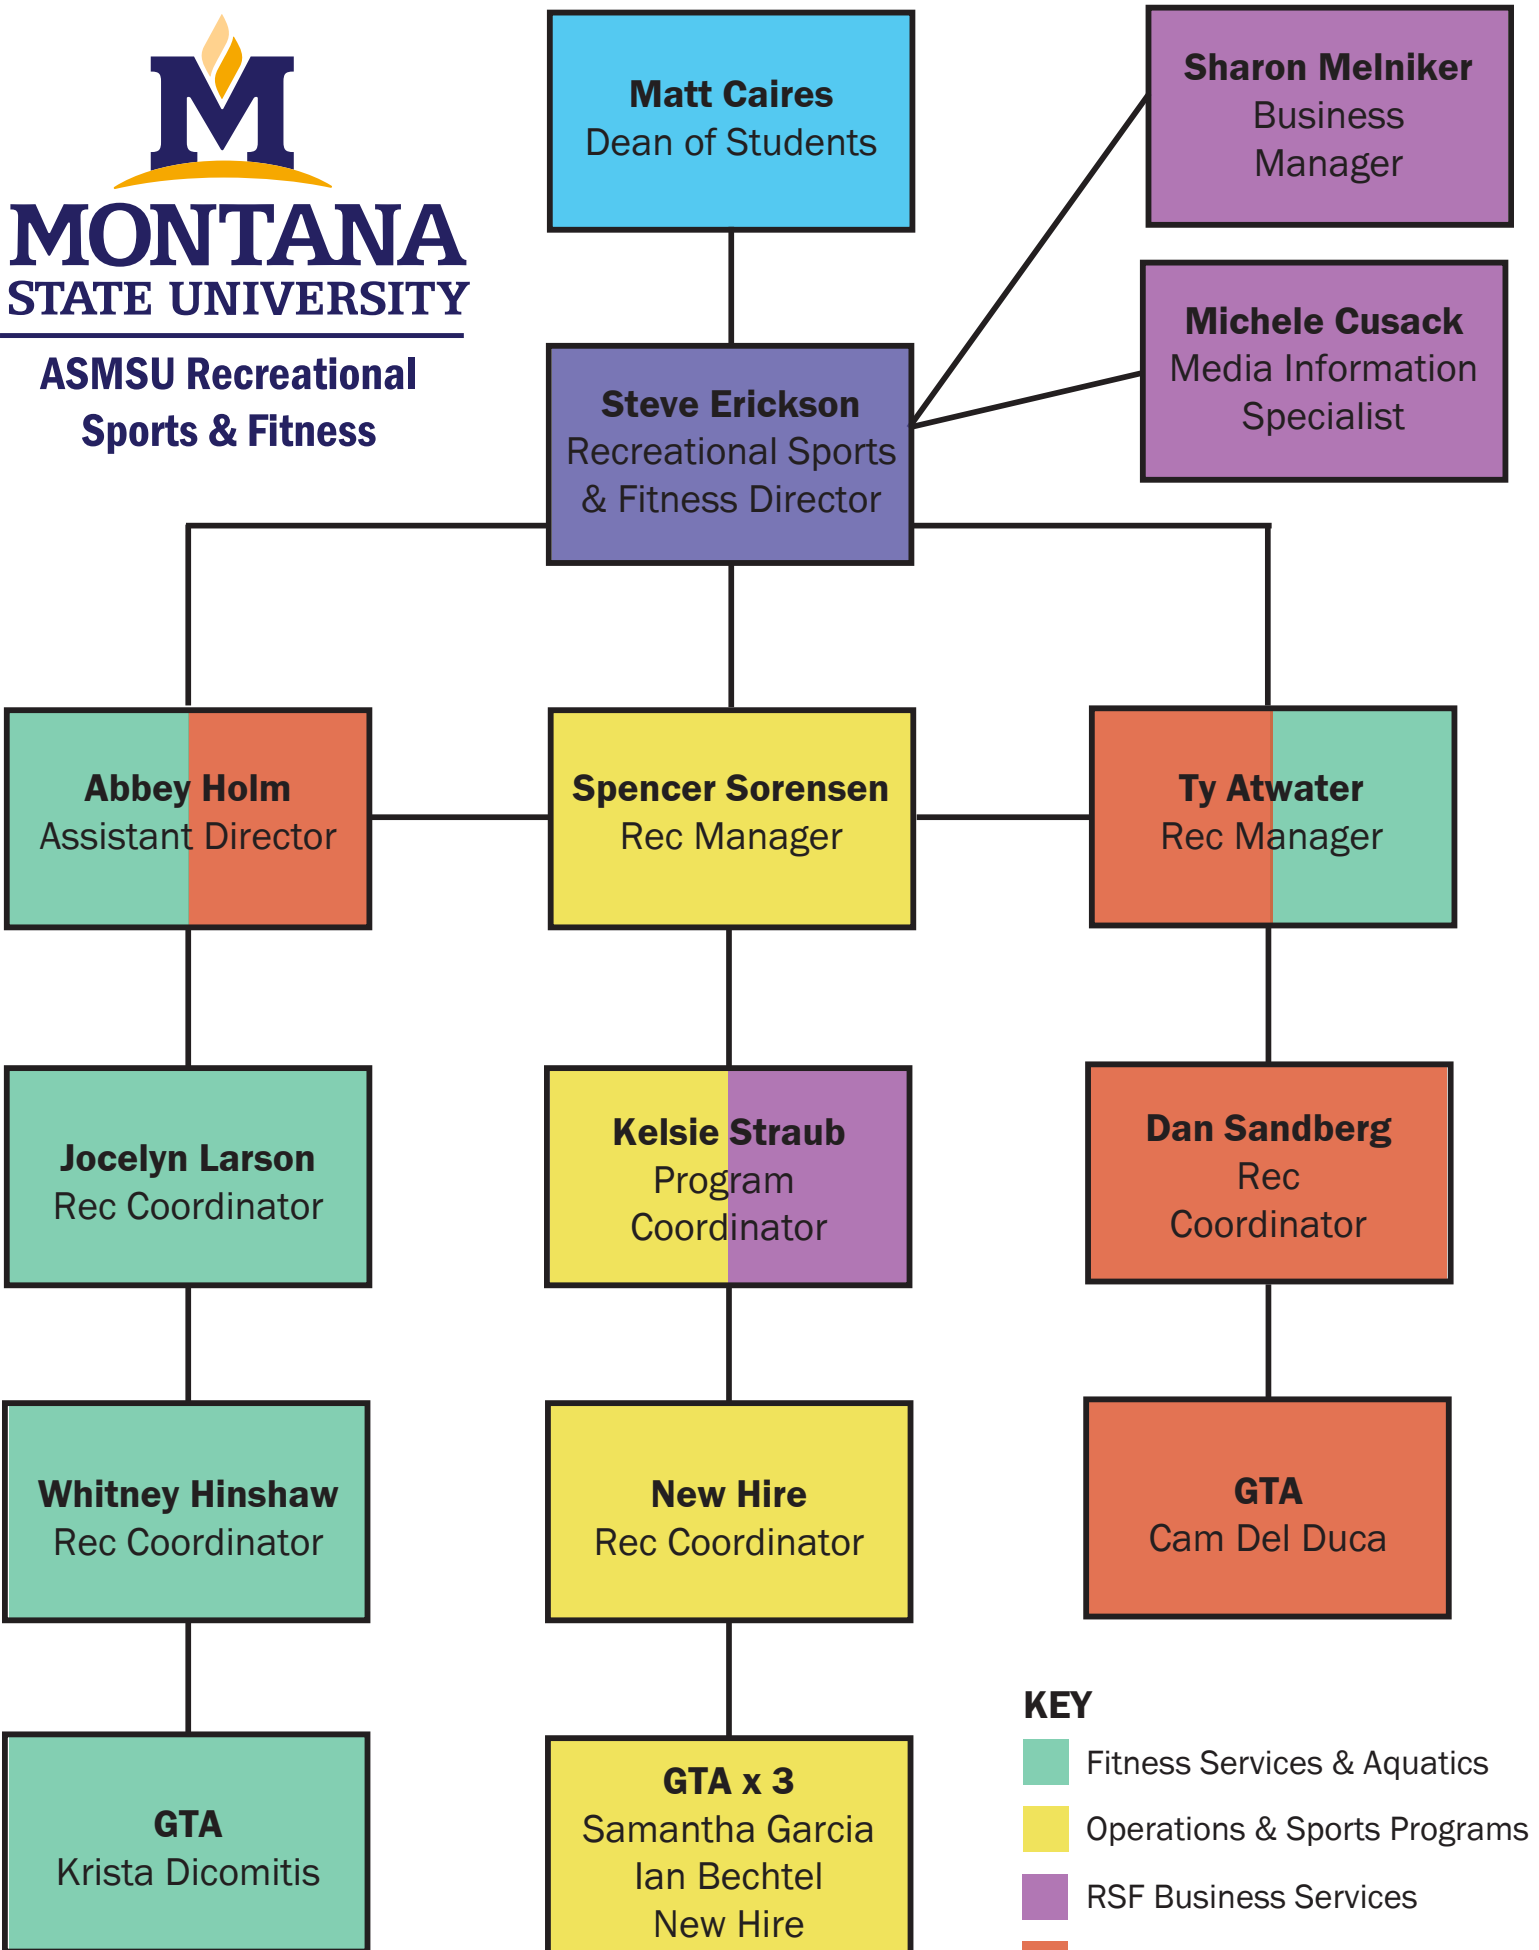 MONTANA
STATE UNIVERSITY
ASMSU Recreational
Sports & Fitness
Matt Caires
Dean of Students
Sharon Melniker
Business
Manager
Michele Cusack
Media Information
Specialist
Steve Erickson
Recreational Sports
& Fitness Director
Abbey Holm
Assistant Director
Spencer Sorensen
Rec Manager
Ty Atwater
Rec Manager
Jocelyn Larson
Rec Coordinator
Kelsie Straub
Program
Coordinator
Dan Sandberg
Rec
Coordinator
Whitney Hinshaw
Rec Coordinator
New Hire
Rec Coordinator
GTA
Cam Del Duca
GTA
Krista Dicomitis
GTA x 3
Samantha Garcia
Ian Bechtel
New Hire
KEY
Fitness Services & Aquatics
Operations & Sports Programs
RSF Business Services